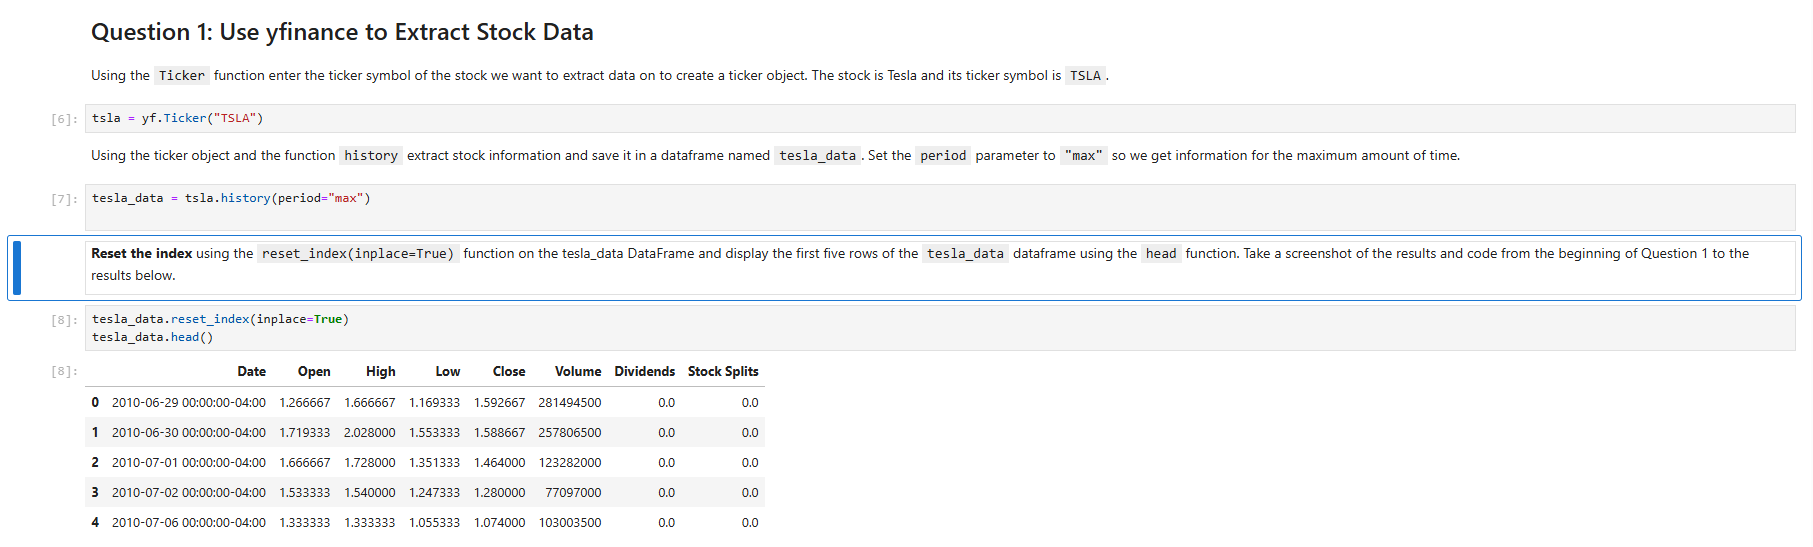 Question 1: Use yfinance to Extract Stock Data
Using the Ticker function enter the ticker symbol of the stock we want to extract data on to create a ticker object. The stock is Tesla and its ticker symbol is TSLA.
[6]: tsla = yf.Ticker("TSLA")
Using the ticker object and the function history extract stock information and save it in a dataframe named tesla_data. Set the period parameter to "max" so we get information for the maximum amount of time.
[7]: tesla_data = tsla.history(period="max")
Reset the index using the reset_index(inplace=True) function on the tesla_data DataFrame and display the first five rows of the tesla_data dataframe using the head function. Take a screenshot of the results and code from the beginning of Question 1 to the
results below.
[8]: tesla_data.reset_index(inplace=True)
tesla_data.head()
[8]: Date Open High Low Close Volume Dividends Stock Splits
0 2010-06-29 00:00:00-04:00 1.266667 1.666667 1.169333 1.592667 281494500 0.0 0.0
1 2010-06-30 00:00:00-04:00 1.719333 2.028000 1.553333 1.588667 257806500 0.0 0.0
2 2010-07-01 00:00:00-04:00 1.666667 1.728000 1.351333 1.464000 123282000 0.0 0.0
3 2010-07-02 00:00:00-04:00 1.533333 1.540000 1.247333 1.280000 77097000 0.0 0.0
4 2010-07-06 00:00:00-04:00 1.333333 1.333333 1.055333 1.074000 103003500 0.0 0.0